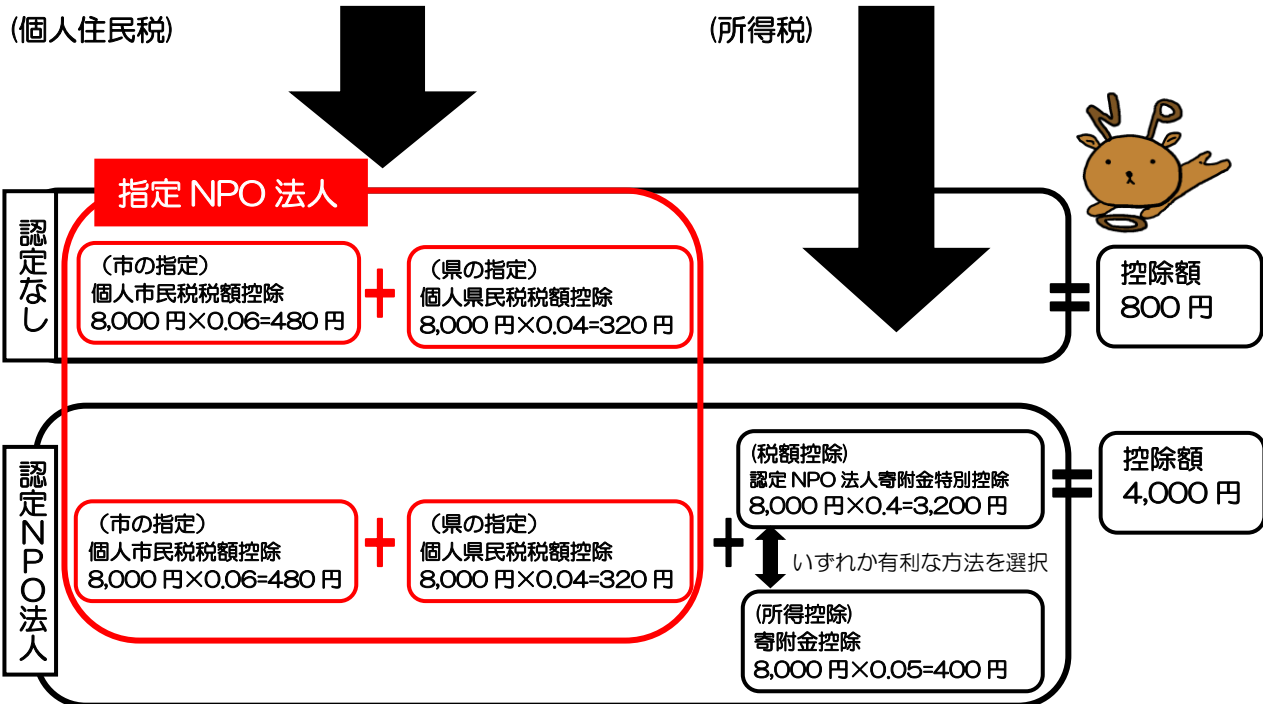 (個人住民税)
(所得税)
NP
指定 NPO 法人
認定なし
（市の指定）
個人市民税税額控除
8,000 円×0.06=480 円
+
（県の指定）
個人県民税税額控除
8,000 円×0.04=320 円
=
控除額
800 円
認定NPO法人
（市の指定）
個人市民税税額控除
8,000 円×0.06=480 円
+
（県の指定）
個人県民税税額控除
8,000 円×0.04=320 円
+
(税額控除)
認定 NPO 法人寄附金特別控除
8,000 円×0.4=3,200 円
いずれか有利な方法を選択
(所得控除)
寄附金控除
8,000 円×0.05=400 円
=
控除額
4,000 円